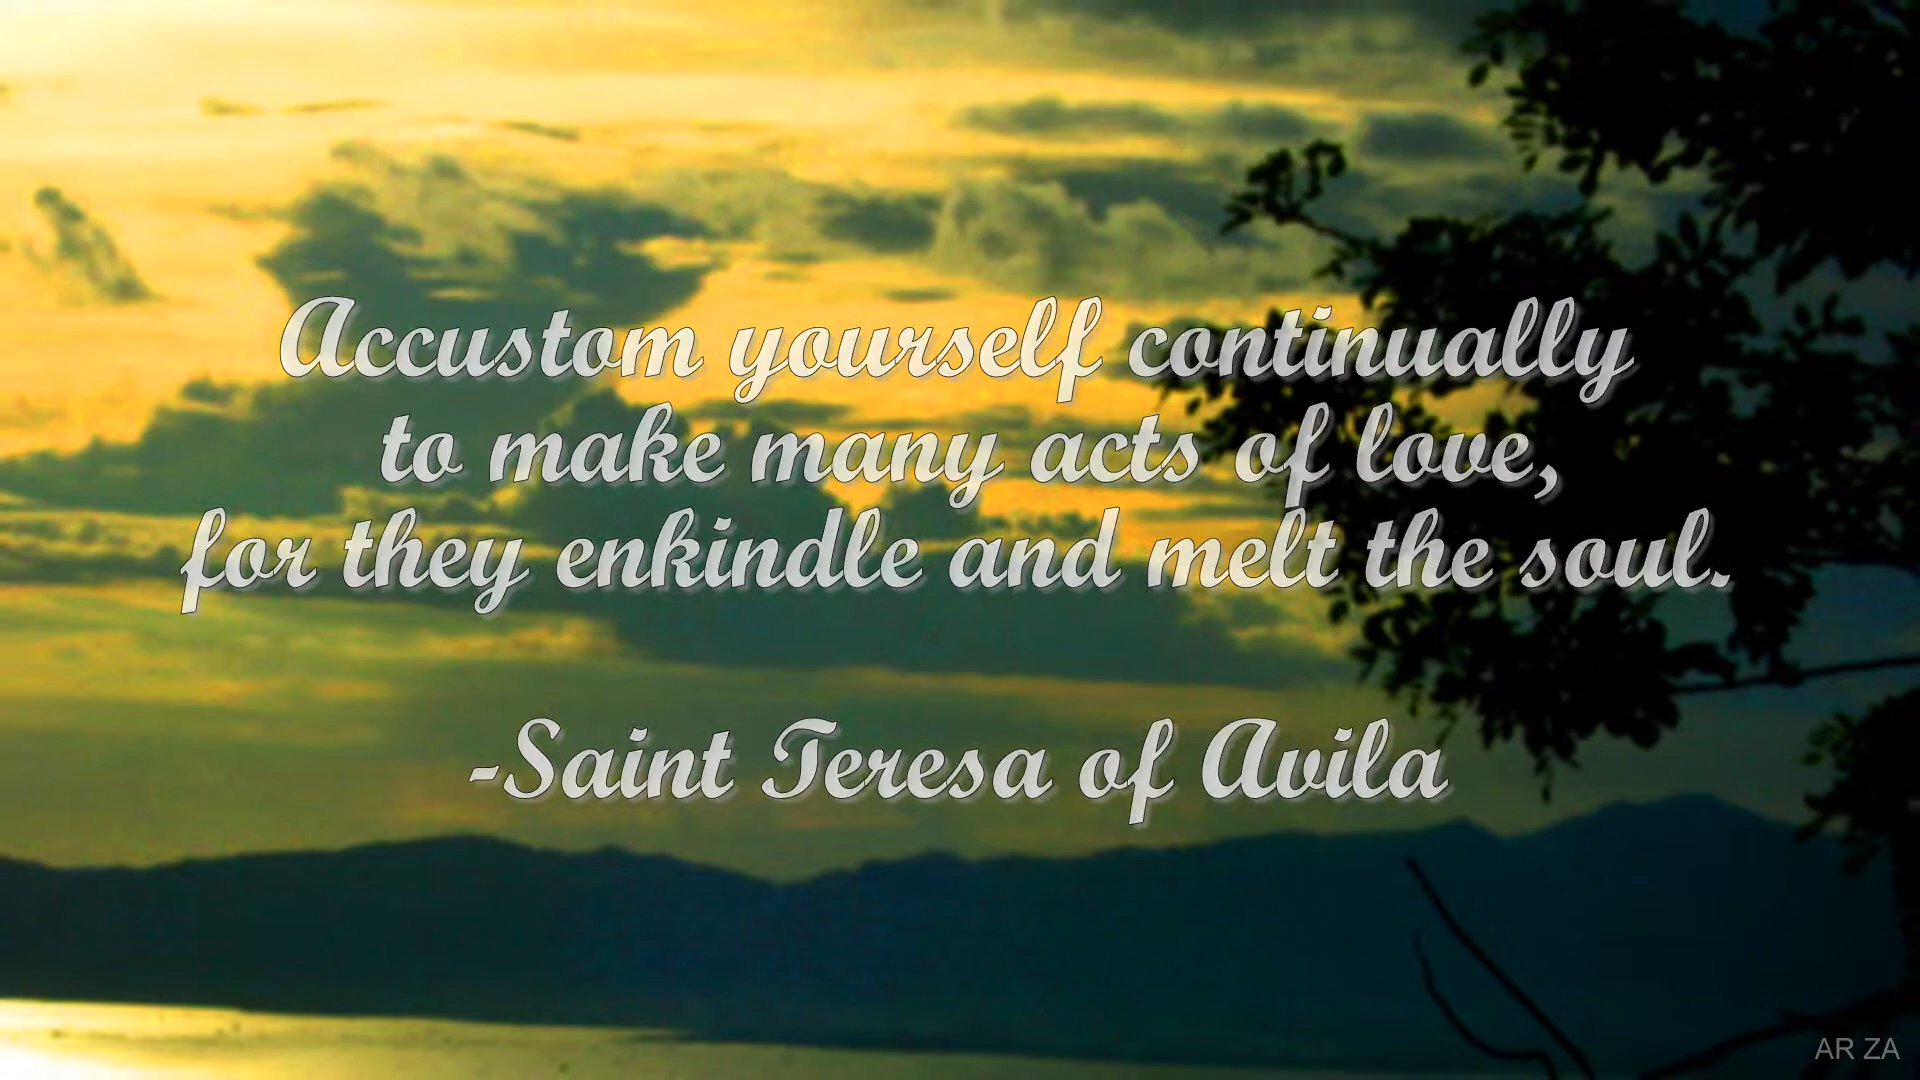 Accustom yourself continually
to make many acts of love,
for they enkindle and melt the soul.
-Saint Teresa of Avila
AR ZA